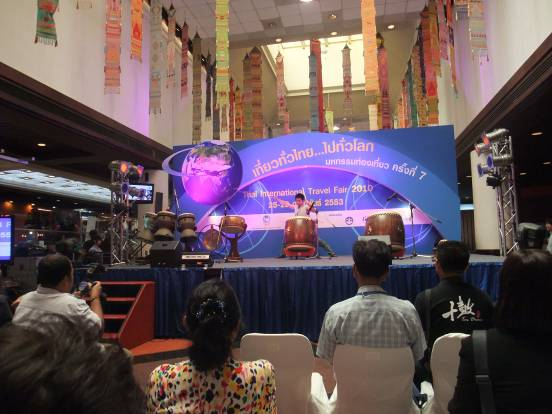 เที่ยวทั่วไทย...ไปทั่วโลก
มหกรรมท่องเที่ยว ครั้งที่ 7
Thai International Travel Fair 2010
2553
十鼓